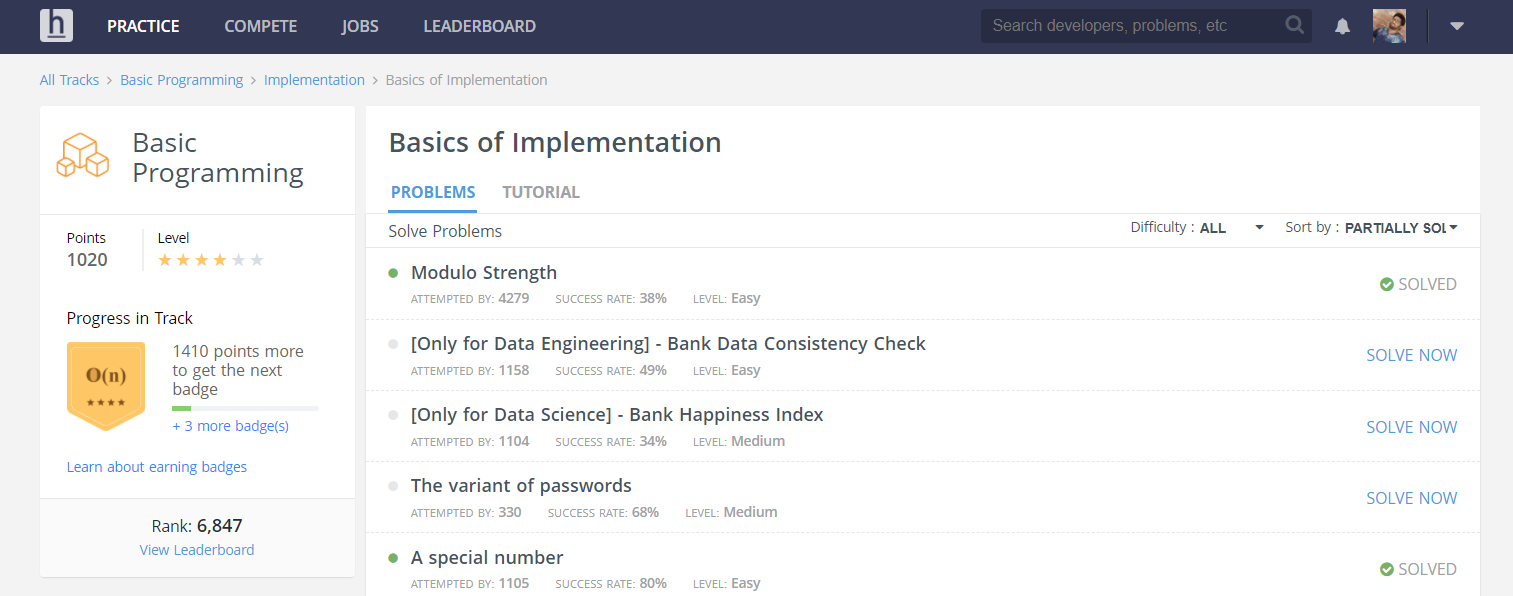 h PRACTICE COMPETE JOBS LEADERBOARD Search developers, problems, etc
All Tracks > Basic Programming > Implementation > Basics of Implementation
Basic
Programming
Points
1020
Level
Progress in Track
O(n)
1410 points more
to get the next
badge
+ 3 more badge(s)
Learn about earning badges
Rank: 6,847
View Leaderboard
Basics of Implementation
PROBLEMS TUTORIAL
Solve Problems Difficulty : ALL Sort by : PARTIALLY SOL
Modulo Strength
ATTEMPTED BY: 4279 SUCCESS RATE: 38% LEVEL: Easy
SOLVED
[Only for Data Engineering] - Bank Data Consistency Check
ATTEMPTED BY: 1158 SUCCESS RATE: 49% LEVEL: Easy
SOLVE NOW
[Only for Data Science] - Bank Happiness Index
ATTEMPTED BY: 1104 SUCCESS RATE: 34% LEVEL: Medium
SOLVE NOW
The variant of passwords
ATTEMPTED BY: 330 SUCCESS RATE: 68% LEVEL: Medium
SOLVE NOW
A special number
ATTEMPTED BY: 1105 SUCCESS RATE: 80% LEVEL: Easy
SOLVED